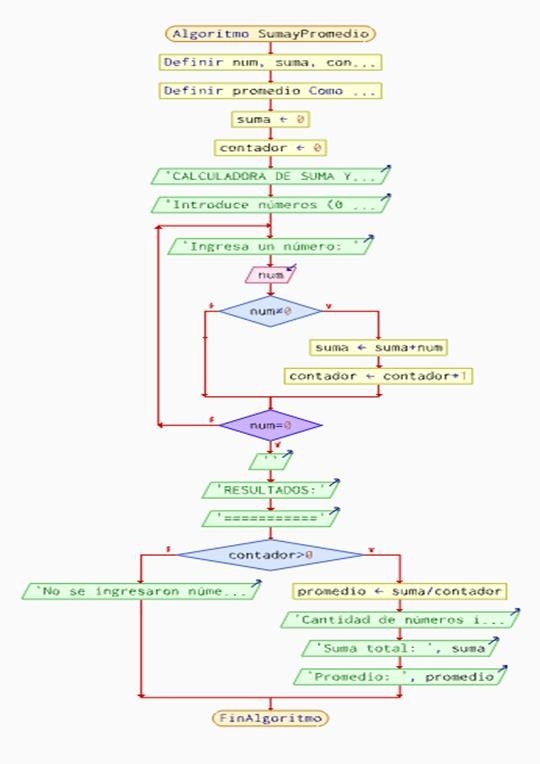 Algoritmo SumayPromedio
Definir num, suma, con...
Definir promedio Como ...
suma ← 0
contador ← 0
'CALCULADORA DE SUMA Y...
'Introduce números (0 ...
'Ingresa un número: '
num
num≠0
F
V
suma ← suma+num
contador ← contador+1
num=0
F
V
''
'RESULTADOS:'
'==========='
contador>0
F
V
'No se ingresaron núme...
promedio ← suma/contador
'Cantidad de números i...
'Suma total: ', suma
'Promedio: ', promedio
FinAlgoritmo